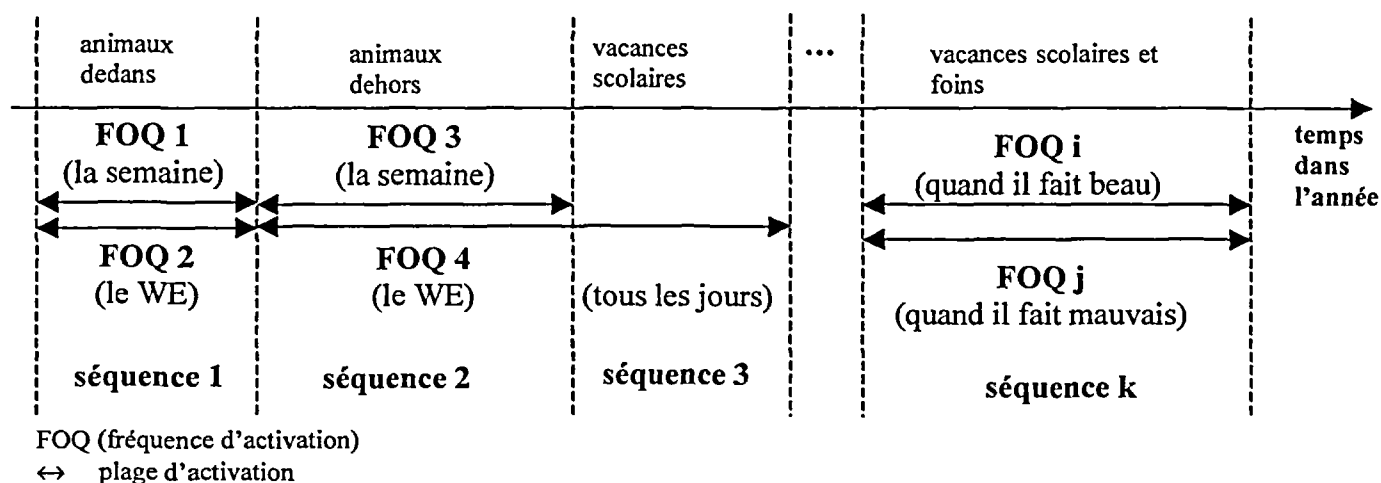 animaux
dedans
animaux
dehors
vacances
scolaires
...
vacances scolaires et
foins
temps
dans
l'année
FOQ 1
(la semaine)
FOQ 3
(la semaine)
FOQ i
(quand il fait beau)
FOQ 2
(le WE)
FOQ 4
(le WE)
(tous les jours)
FOQ j
(quand il fait mauvais)
séquence 1
séquence 2
séquence 3
séquence k
FOQ (fréquence d'activation)
↔ plage d'activation